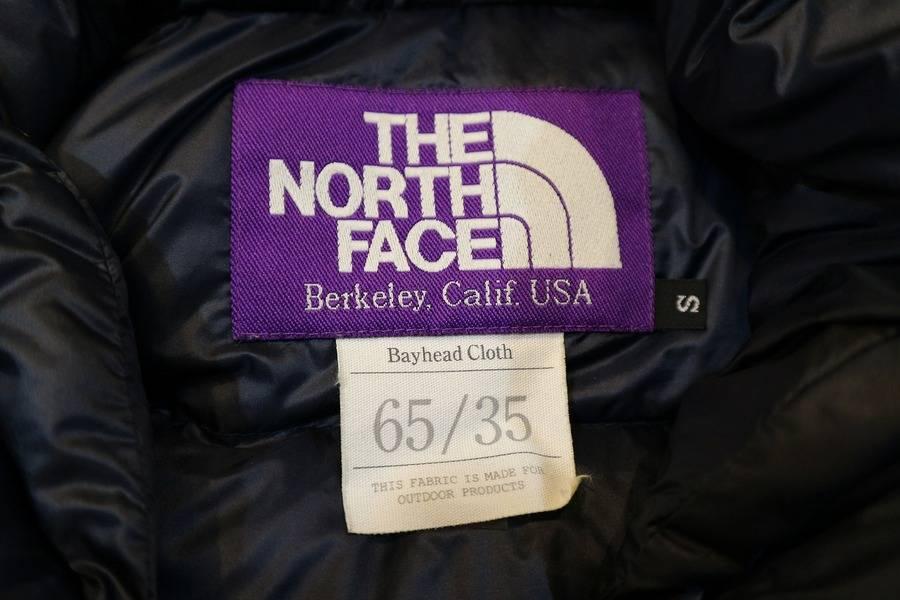 THE
NORTH
FACE
Berkeley, Calif. USA
S
Bayhead Cloth
65/35
THIS FABRIC IS MADE FOR
OUTDOOR PRODUCTS